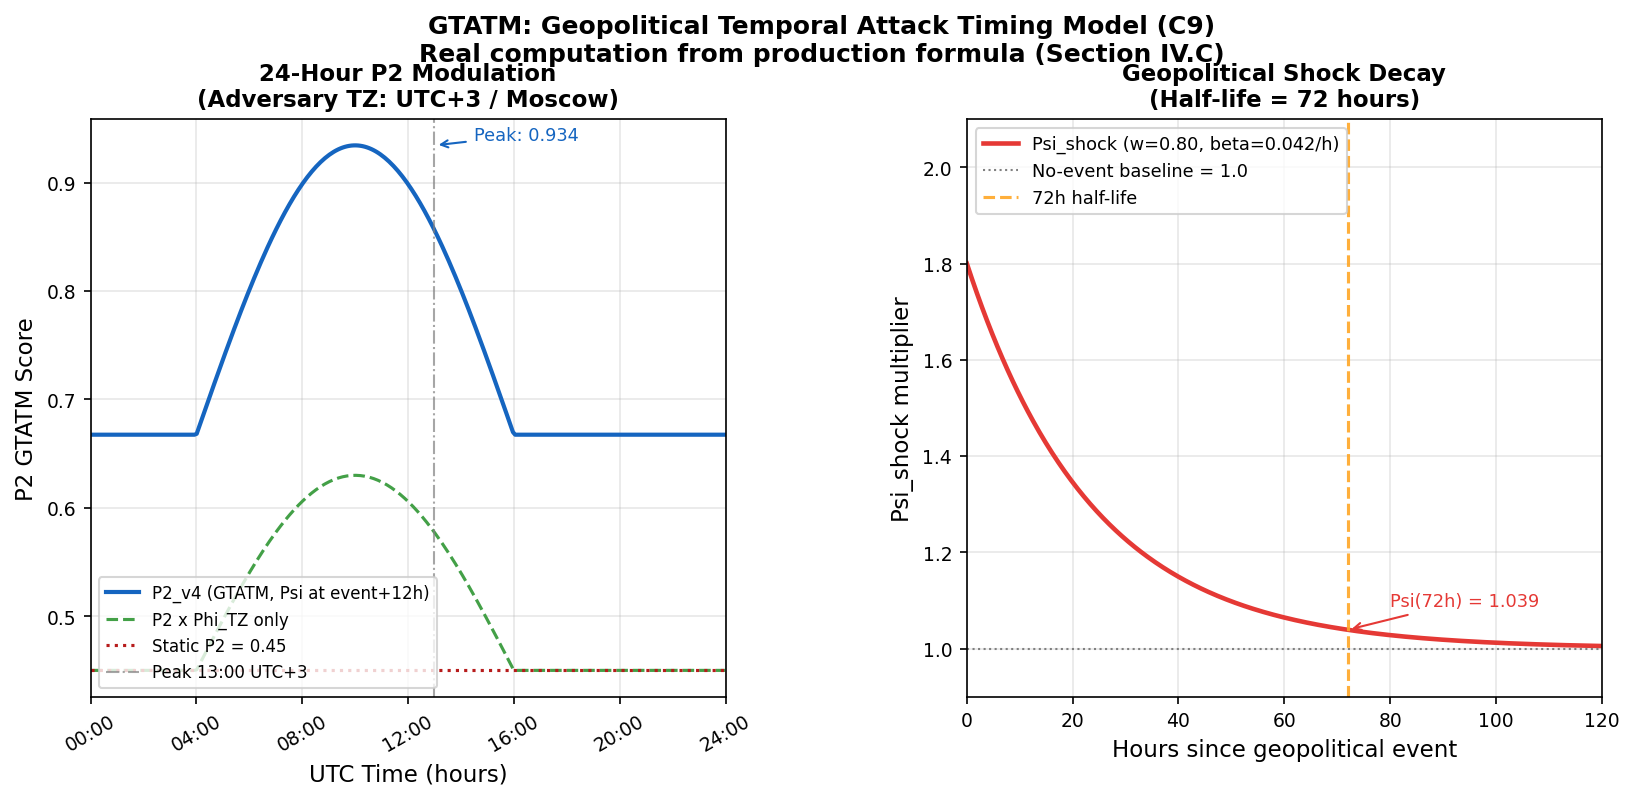 GTATM: Geopolitical Temporal Attack Timing Model (C9)
Real computation from production formula (Section IV.C)
24-Hour P2 Modulation
(Adversary TZ: UTC+3 / Moscow)
Peak: 0.934
P2 GTATM Score
0.9
0.8
0.7
0.6
0.5
P2_v4 (GTATM, Psi at event+12h)
P2 x Phi_TZ only
Static P2 = 0.45
Peak 13:00 UTC+3
00:00
04:00
08:00
12:00
16:00
20:00
24:00
UTC Time (hours)
Geopolitical Shock Decay
(Half-life = 72 hours)
Psi_shock (w=0.80, beta=0.042/h)
No-event baseline = 1.0
72h half-life
Psi_shock multiplier
2.0
1.8
1.6
1.4
1.2
1.0
Psi(72h) = 1.039
0
20
40
60
80
100
120
Hours since geopolitical event